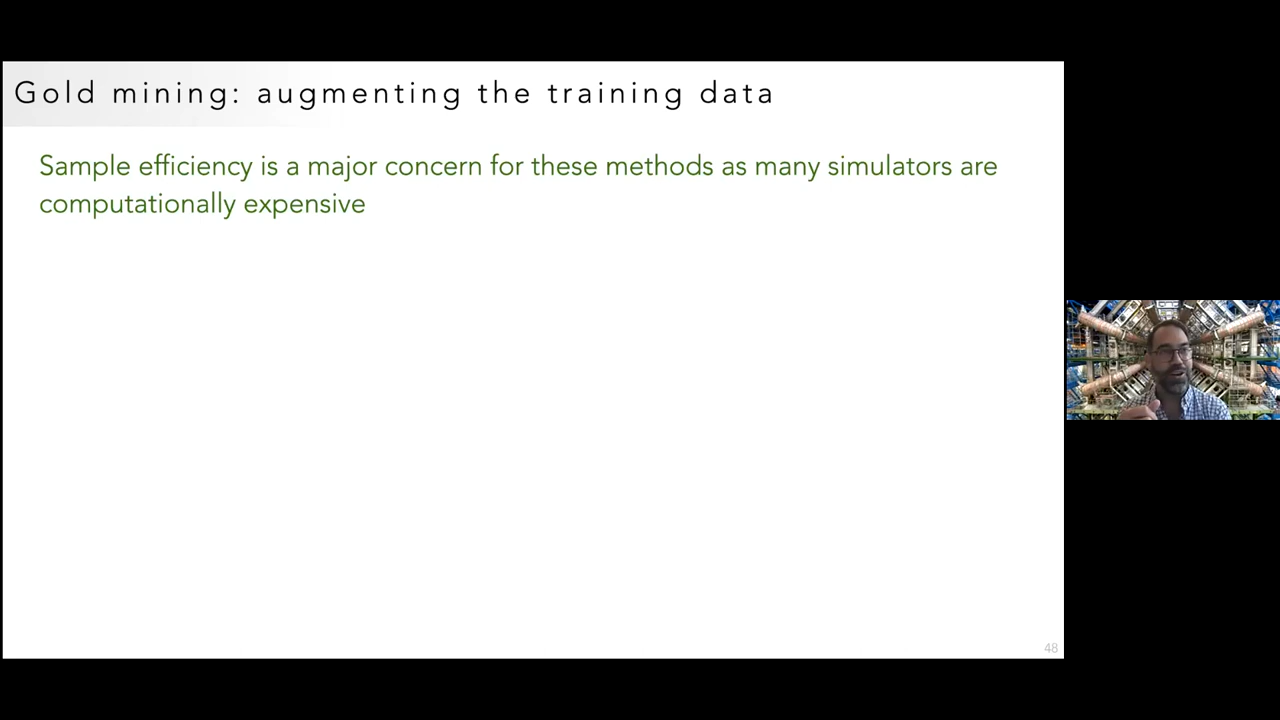 Gold mining: augmenting the training data
Sample efficiency is a major concern for these methods as many simulators are
computationally expensive
48